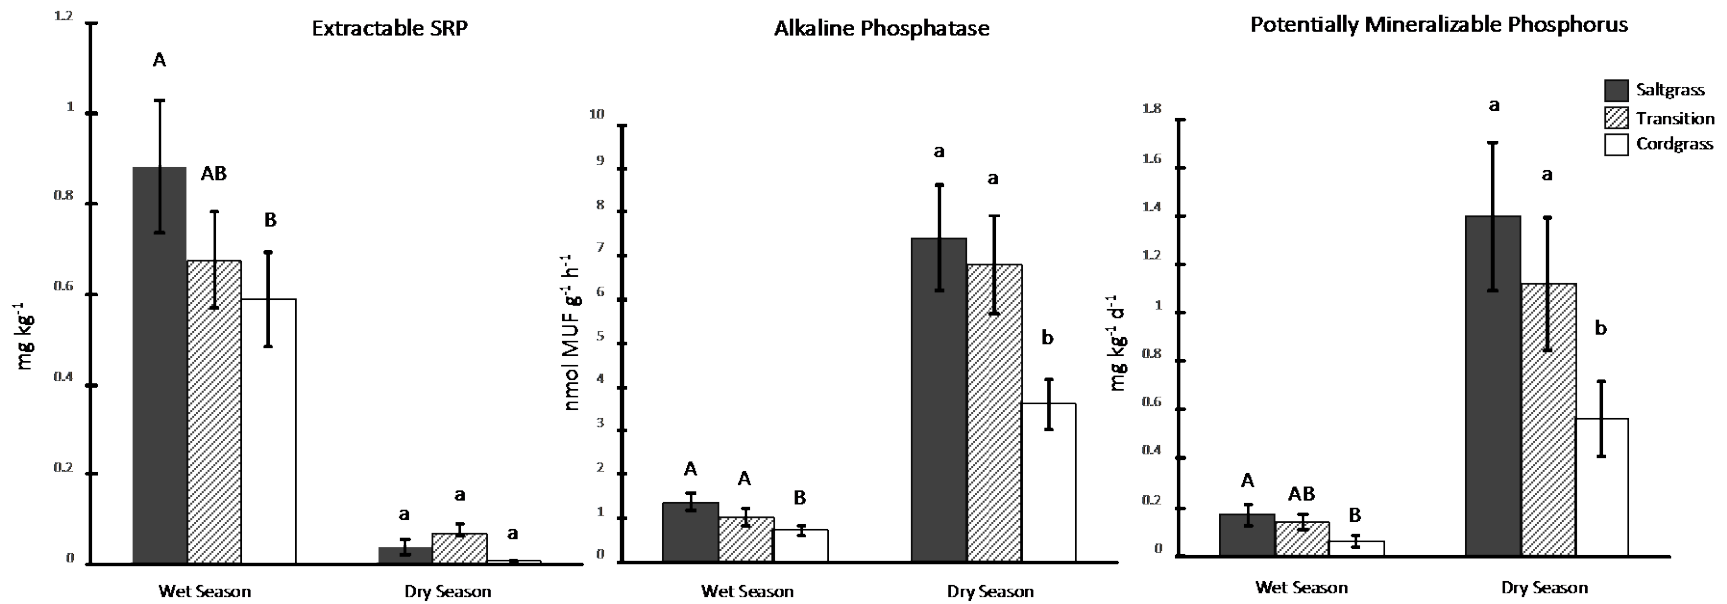 Extractable SRP
mg kg⁻¹
1.2
1
0.8
0.6
0.4
0.2
0
A
AB
B
a
a
a
Wet Season
Dry Season
Alkaline Phosphatase
nmol MUF g⁻¹ h⁻¹
10
9
8
7
6
5
4
3
2
1
0
A
A
B
a
a
b
Wet Season
Dry Season
Potentially Mineralizable Phosphorus
mg kg⁻¹ d⁻¹
1.8
1.6
1.4
1.2
1
0.8
0.6
0.4
0.2
0
A
AB
B
a
a
b
Wet Season
Dry Season
Saltgrass
Transition
Cordgrass